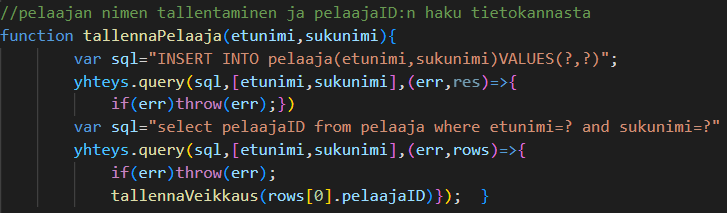 //pelaajan nimen tallentaminen ja pelaajaID:n haku tietokannasta
function tallennaPelaaja(etunimi,sukunimi){
        var sql="INSERT INTO pelaaja(etunimi,sukunimi)VALUES(?,?)";
        yhteys.query(sql,[etunimi,sukunimi],(err,res)=>{
            if(err)throw(err);})
        var sql="select pelaajaID from pelaaja where etunimi=? and sukunimi=?"
        yhteys.query(sql,[etunimi,sukunimi],(err,rows)=>{
            if(err)throw(err);
            tallennaVeikkaus(rows[0].pelaajaID)});  }